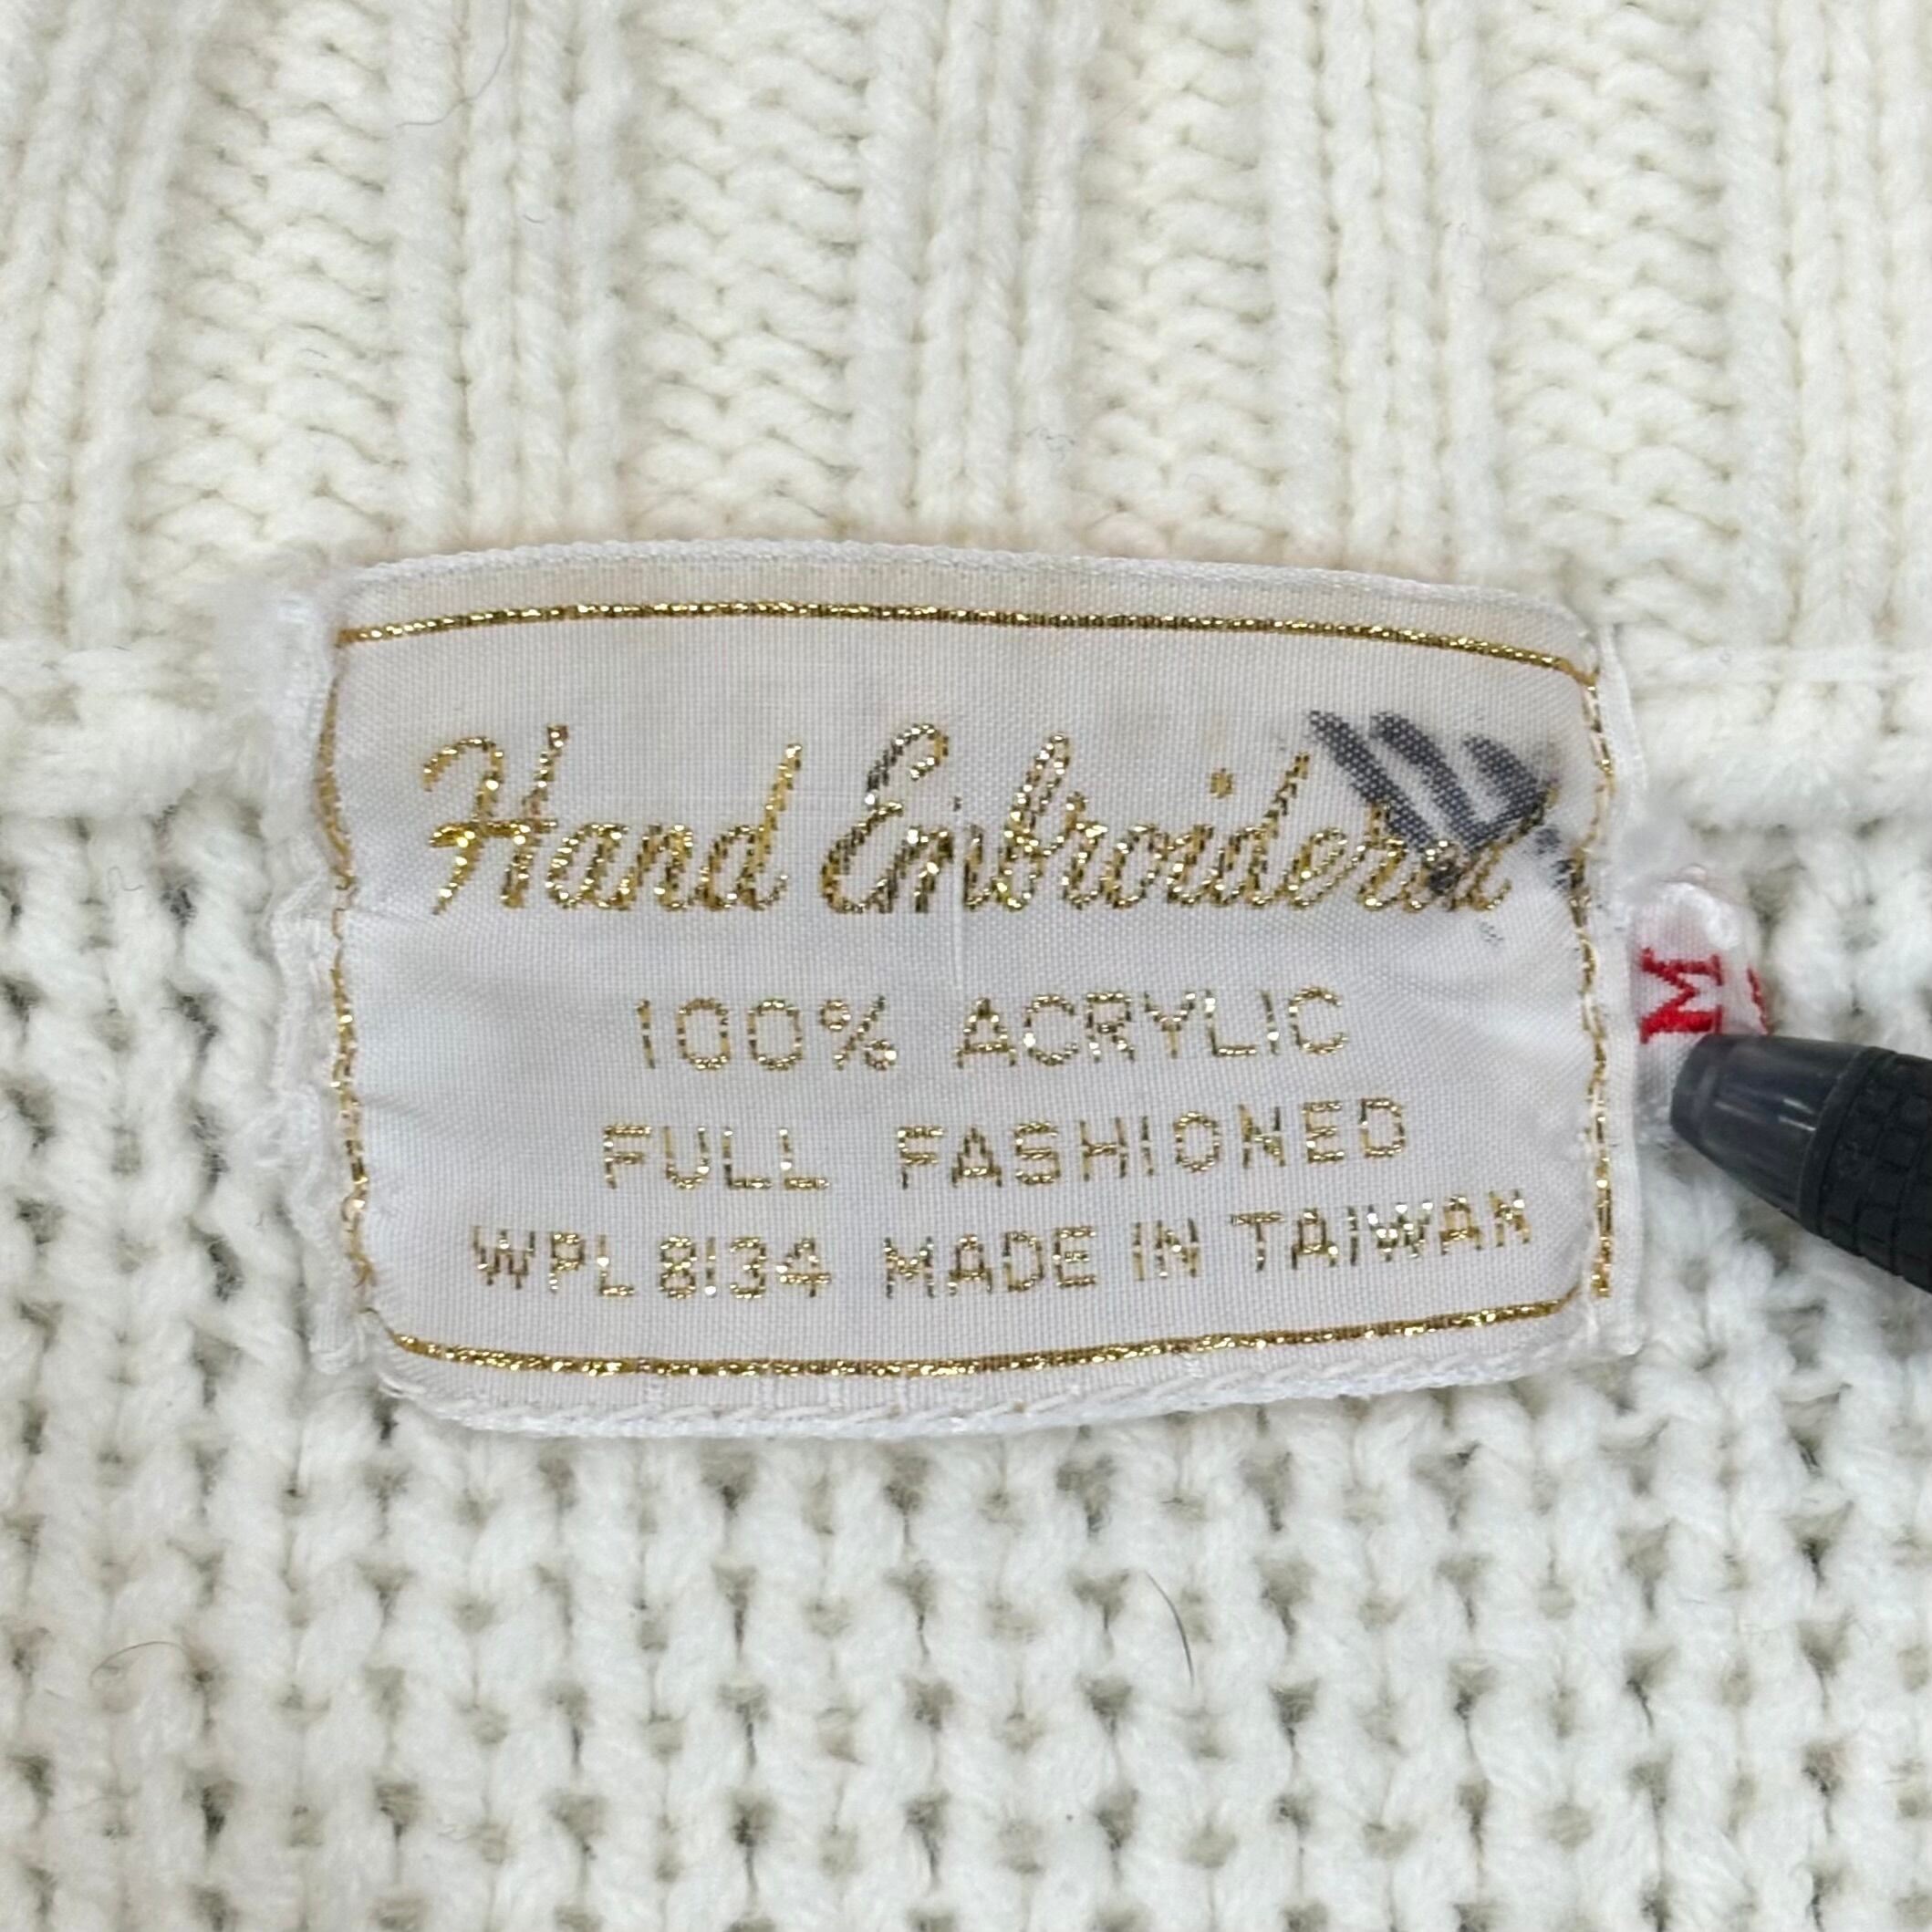 Hand Embroidered
100% ACRYLIC
FULL FASHIONED
WPL 8134 MADE IN TAIWAN
M